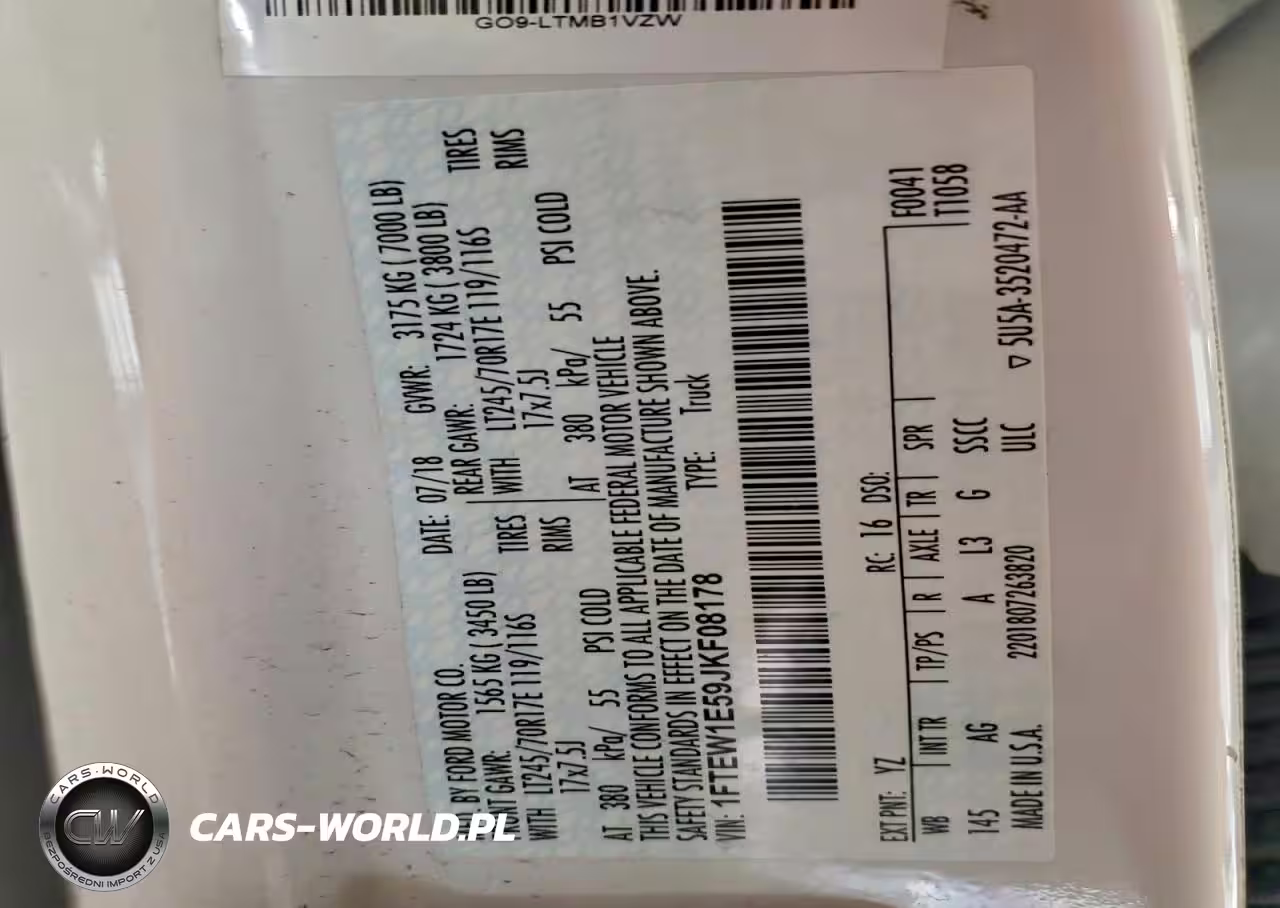 GO9-LTMB1VZW
BY FORD MOTOR CO. DATE: 07/18 GVWR: 3175 KG ( 7000 LB)
GAWR: 1565 KG ( 3450 LB) REAR GAWR: 1724 KG ( 3800 LB)
WITH LT245/70R17E 119/116S TIRES WITH LT245/70R17E 119/116S TIRES
17x7.5J RIMS 17x7.5J RIMS
AT 380 kPa/ 55 PSI COLD AT 380 kPa/ 55 PSI COLD
THIS VEHICLE CONFORMS TO ALL APPLICABLE FEDERAL MOTOR VEHICLE
SAFETY STANDARDS IN EFFECT ON THE DATE OF MANUFACTURE SHOWN ABOVE.
VIN: 1FTEW1E59JKF08178 TYPE: Truck
EXT PNT: YZ RC: 16 DSO: F0041
WB INT TR TP/PS R AXLE TR SPR T1058
145 AG A L3 G SSCC
MADE IN U.S.A. 2201807263820 ULC ▽ 5U5A-3520472-AA
CARS-WORLD
CW
BEZPOŚREDNI IMPORT Z USA
CARS-WORLD.PL